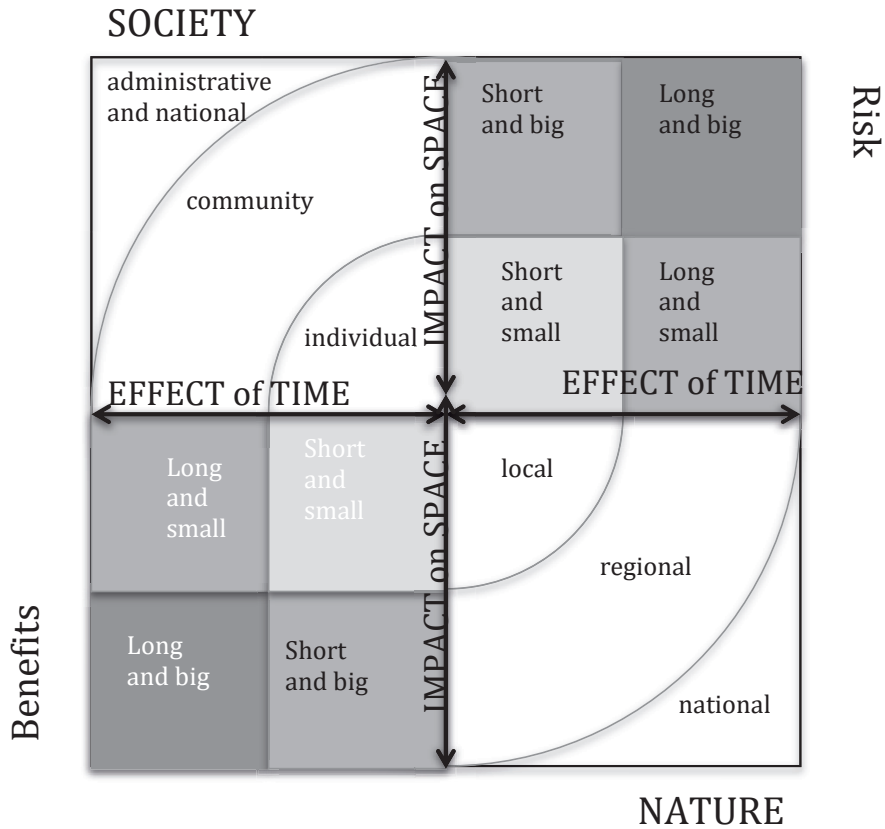 SOCIETY
administrative
and national
community
individual
IMPACT on SPACE
Short
and big
Long
and big
Short
and
small
Long
and
small
Risk
EFFECT of TIME
EFFECT of TIME
Long
and
small
Short
and
small
Long
and big
Short
and big
Benefits
IMPACT on SPACE
local
regional
national
NATURE